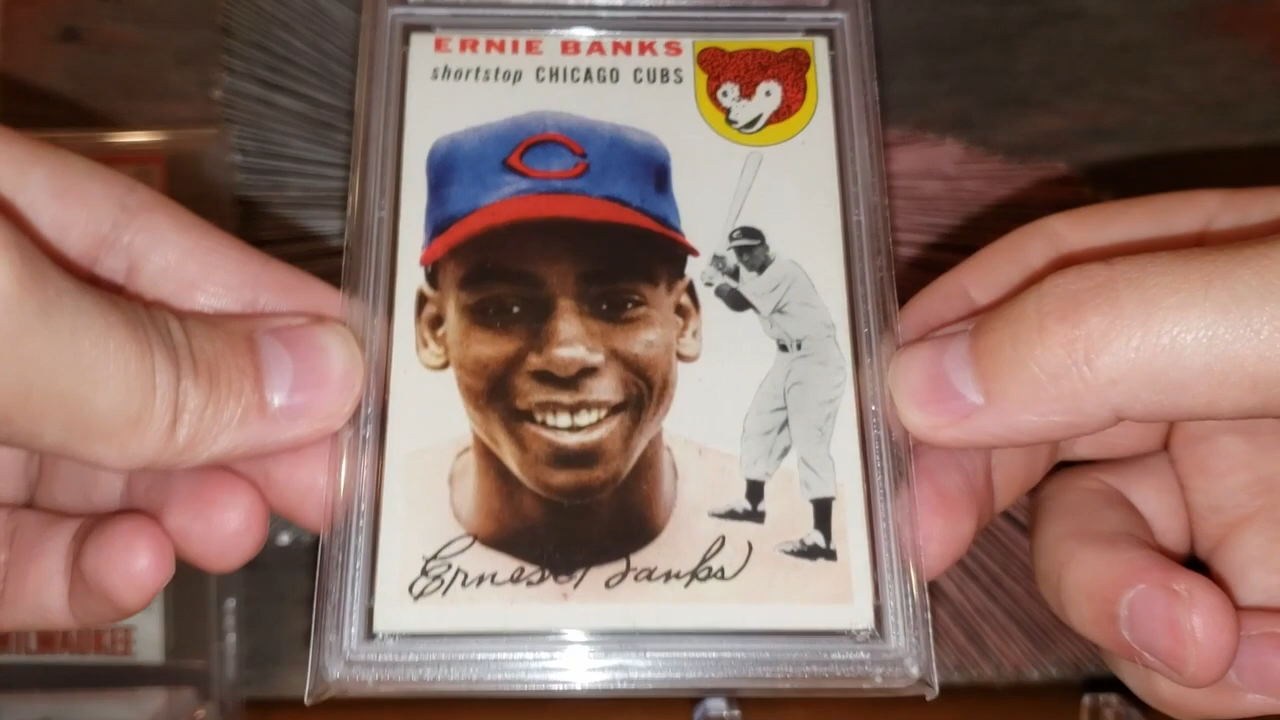 ERNIE BANKS
shortstop CHICAGO CUBS
C
Ernest Banks
MILWAUKEE